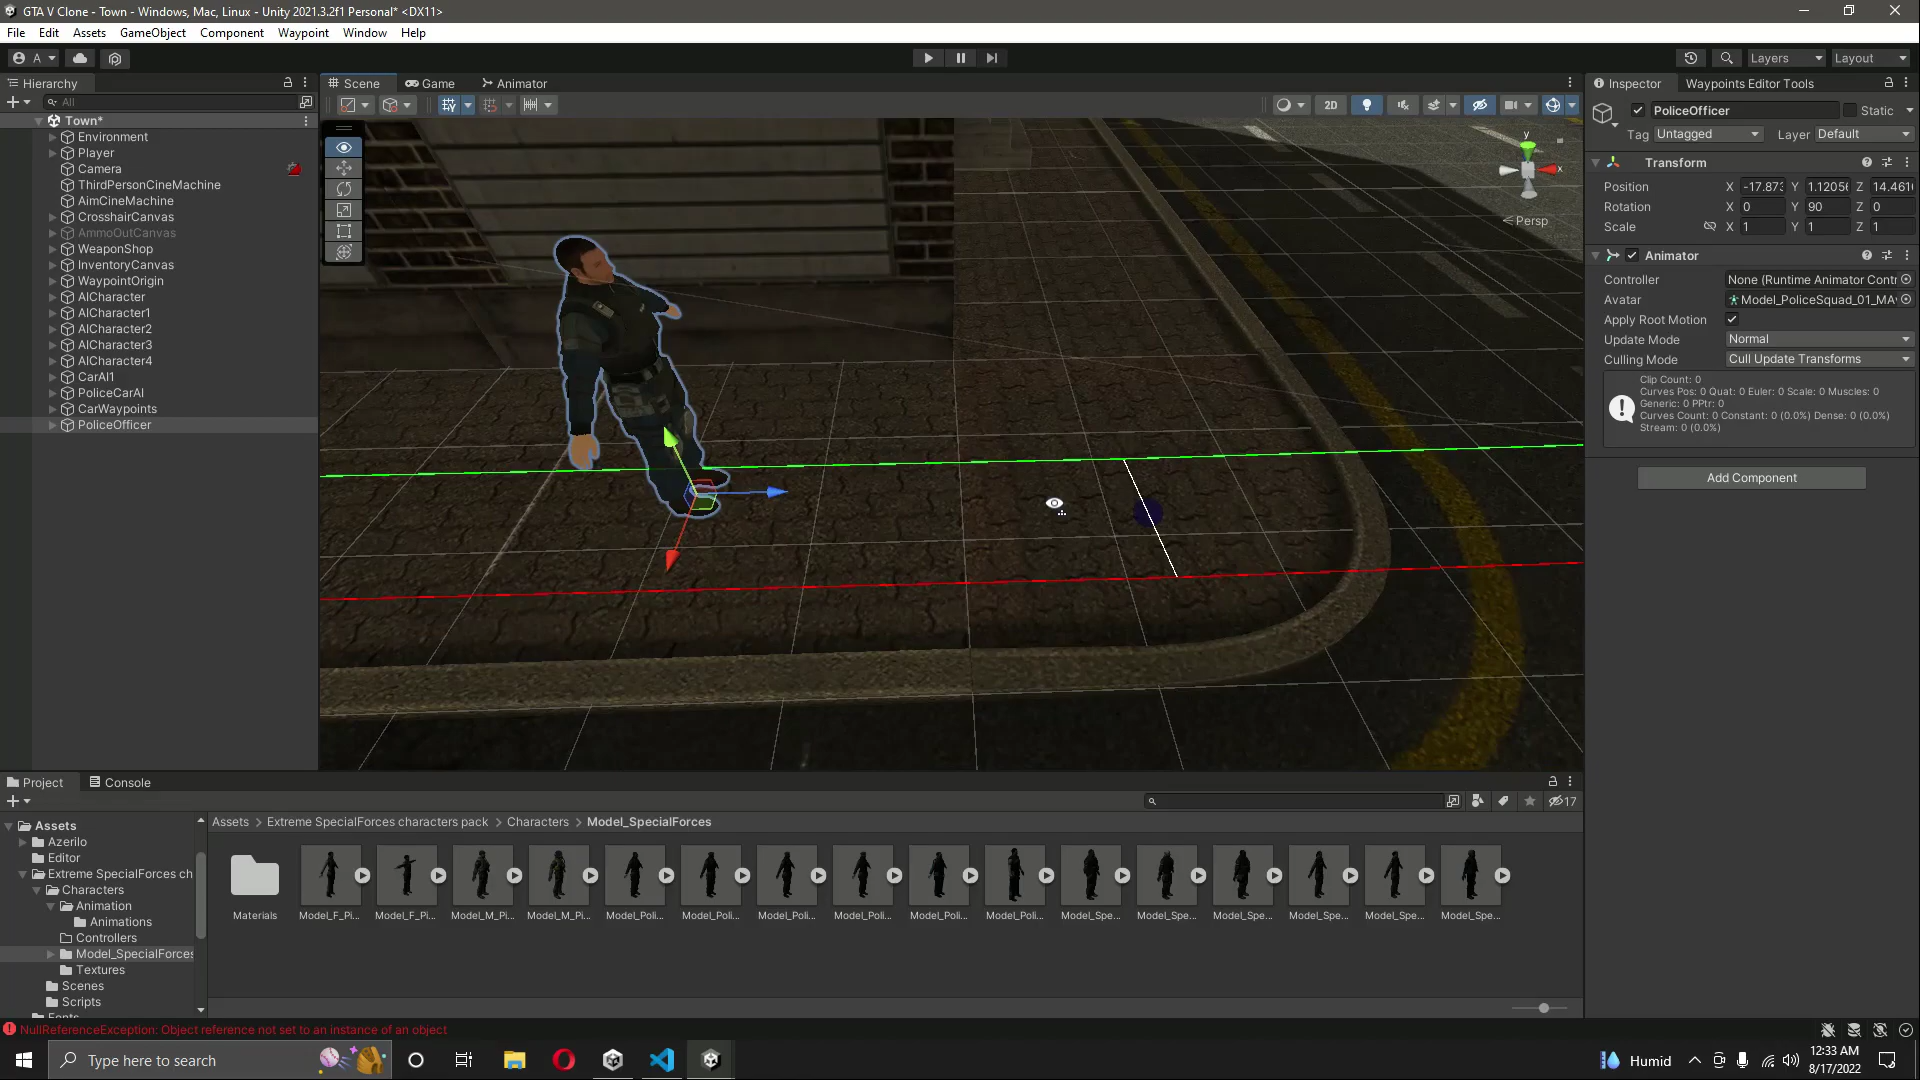 GTA V Clone - Town - Windows, Mac, Linux - Unity 2021.3.2f1 Personal* <DX11>
File Edit Assets GameObject Component Waypoint Window Help
A Layers Layout
Hierarchy
Scene Game Animator
Inspector Waypoints Editor Tools
All
2D
Town*
Environment
Player
Camera
ThirdPersonCineMachine
AimCineMachine
CrosshairCanvas
AmmoOutCanvas
WeaponShop
InventoryCanvas
WaypointOrigin
AICharacter
AICharacter1
AICharacter2
AICharacter3
AICharacter4
CarAI1
PoliceCarAI
CarWaypoints
PoliceOfficer
y
x
< Persp
PoliceOfficer Static
Tag Untagged Layer Default
Transform
Position X -17.873 Y 1.12056 Z 14.461
Rotation X 0 Y 90 Z 0
Scale X 1 Y 1 Z 1
Animator
Controller None (Runtime Animator Contr
Avatar Model_PoliceSquad_01_MA
Apply Root Motion
Update Mode Normal
Culling Mode Cull Update Transforms
Clip Count: 0
Curves Pos: 0 Quat: 0 Euler: 0 Scale: 0 Muscles: 0
Generic: 0 PPtr: 0
Curves Count: 0 Constant: 0 (0.0%) Dense: 0 (0.0%)
Stream: 0 (0.0%)
Add Component
Project Console
17
Assets
Azerilo
Editor
Extreme SpecialForces ch
Characters
Animation
Animations
Controllers
Model_SpecialForces
Textures
Scenes
Scripts
Fonts
Assets > Extreme SpecialForces characters pack > Characters > Model_SpecialForces
Materials Model_F_Pi... Model_F_Pi... Model_M_Pi... Model_M_Pi... Model_Poli... Model_Poli... Model_Poli... Model_Poli... Model_Poli... Model_Poli... Model_Spe... Model_Spe... Model_Spe... Model_Spe... Model_Spe... Model_Spe...
NullReferenceException: Object reference not set to an instance of an object
Type here to search
Humid
12:33 AM
8/17/2022